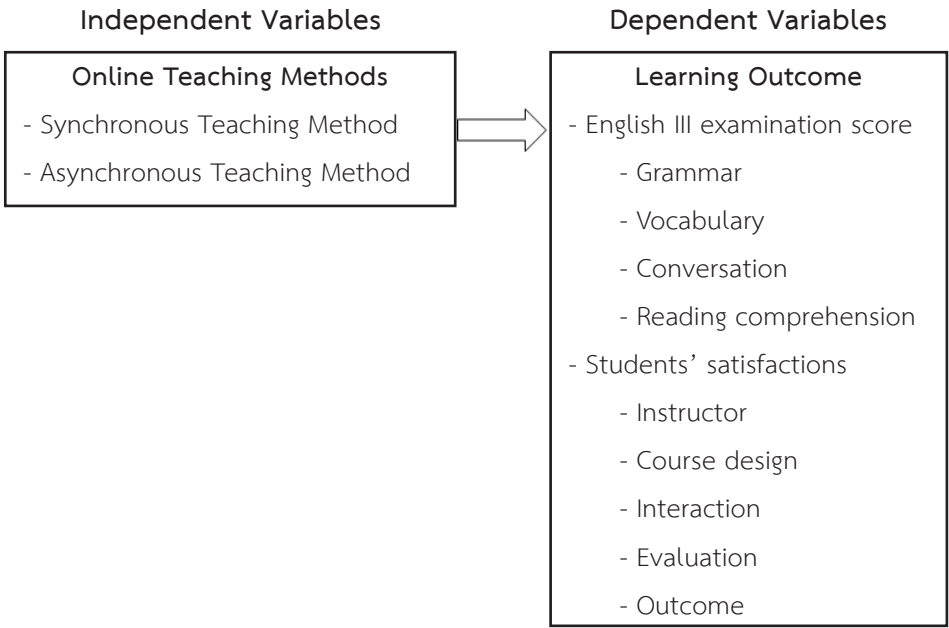 Independent Variables
Online Teaching Methods
- Synchronous Teaching Method
- Asynchronous Teaching Method
Dependent Variables
Learning Outcome
- English III examination score
- Grammar
- Vocabulary
- Conversation
- Reading comprehension
- Students’ satisfactions
- Instructor
- Course design
- Interaction
- Evaluation
- Outcome